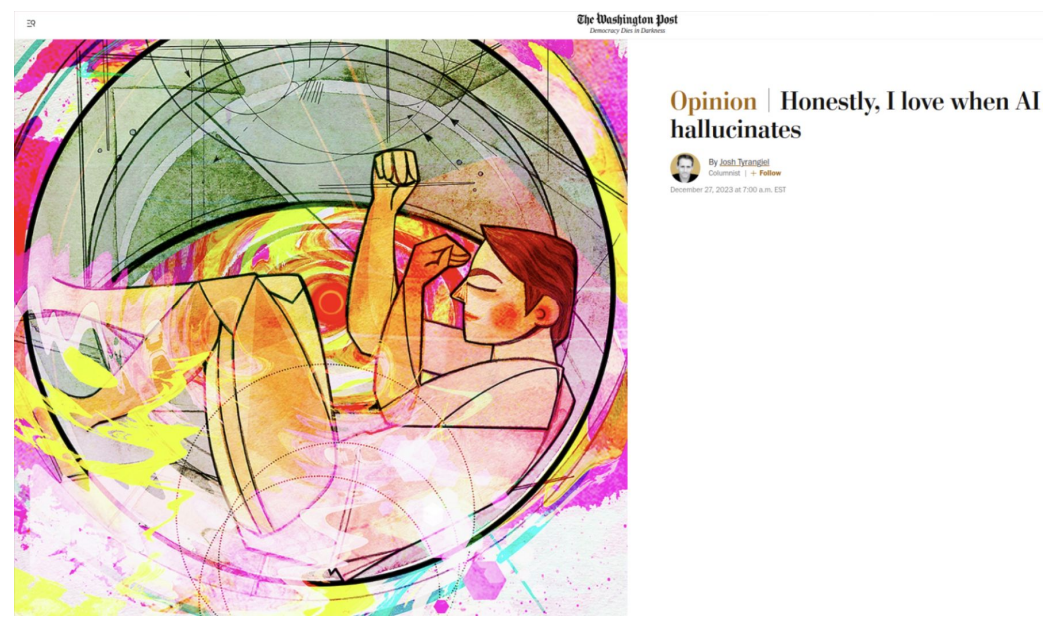 The Washington Post
Democracy Dies in Darkness
Opinion | Honestly, I love when AI
hallucinates
By Josh Tyrangiel
Columnist | + Follow
December 27, 2023 at 7:00 a.m. EST